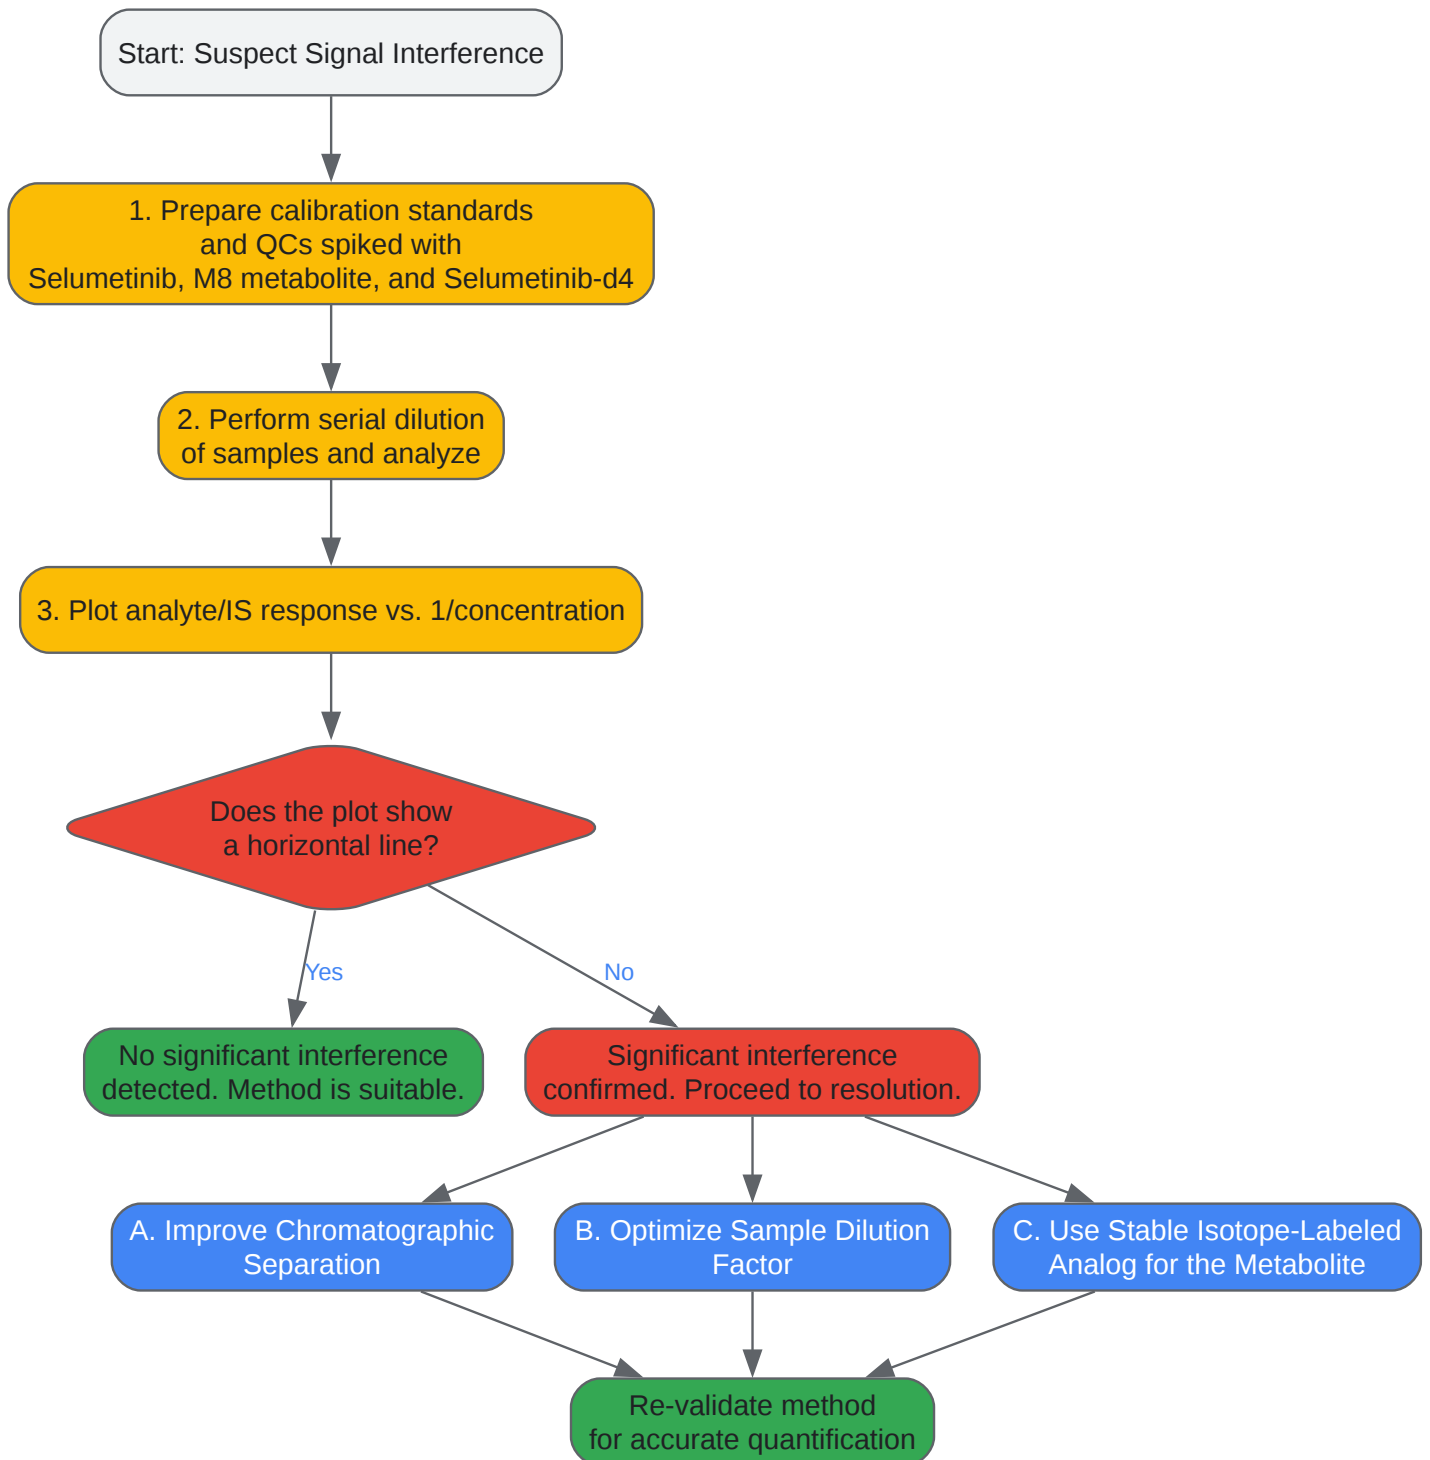 Start: Suspect Signal Interference
1. Prepare calibration standards
and QCs spiked with
Selumetinib, M8 metabolite, and Selumetinib-d4
2. Perform serial dilution
of samples and analyze
3. Plot analyte/IS response vs. 1/concentration
Does the plot show
a horizontal line?
Yes
No
No significant interference
detected. Method is suitable.
Significant interference
confirmed. Proceed to resolution.
A. Improve Chromatographic
Separation
B. Optimize Sample Dilution
Factor
C. Use Stable Isotope-Labeled
Analog for the Metabolite
Re-validate method
for accurate quantification